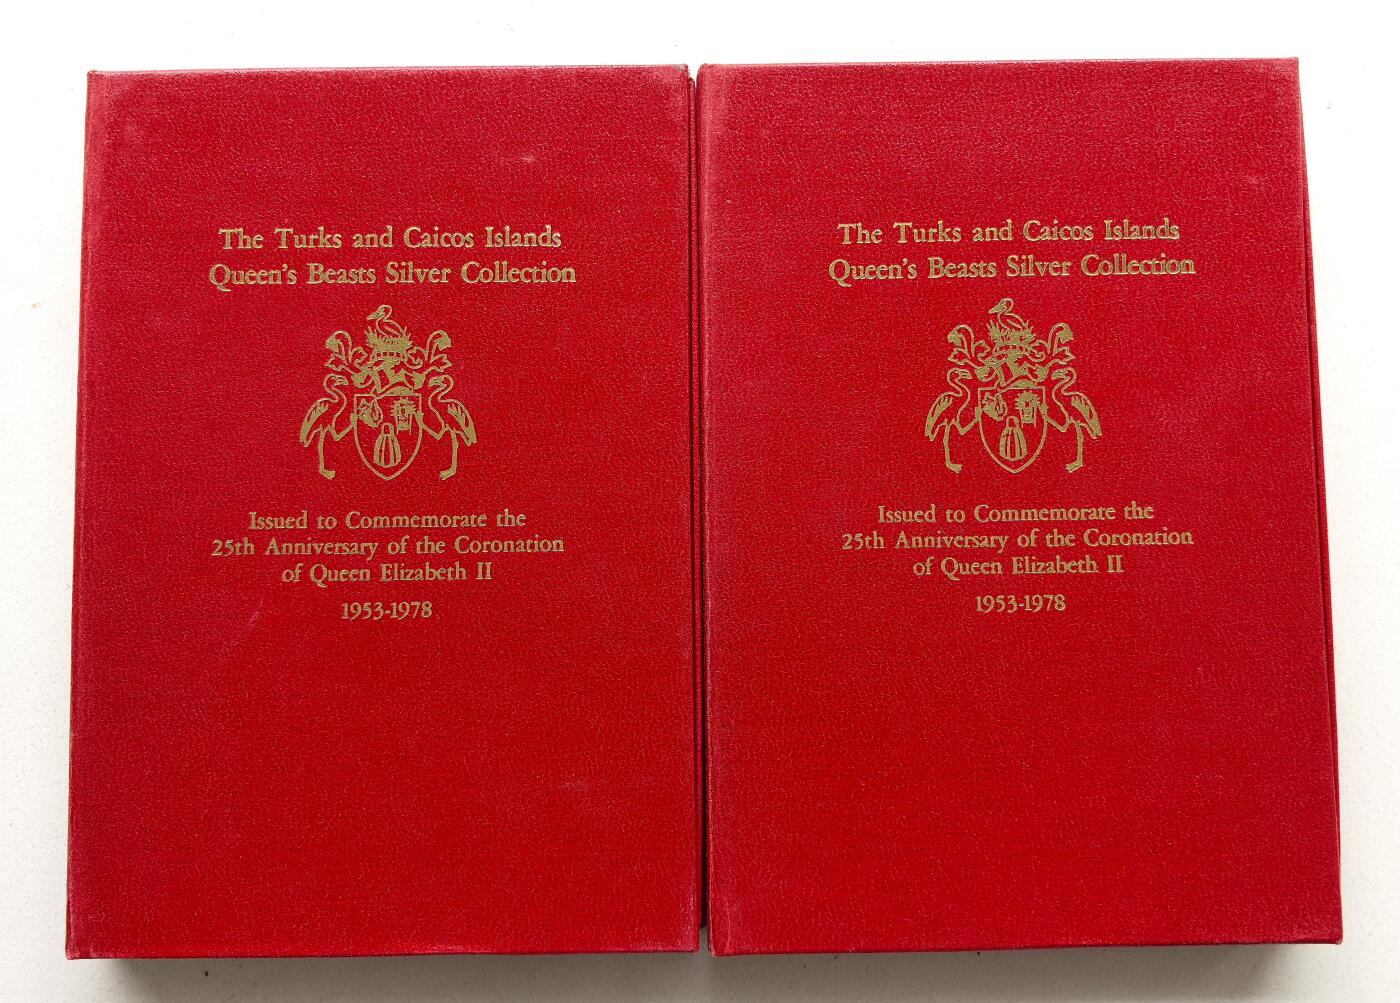 The Turks and Caicos Islands
Queen's Beasts Silver Collection
Issued to Commemorate the
25th Anniversary of the Coronation
of Queen Elizabeth II
1953-1978
The Turks and Caicos Islands
Queen's Beasts Silver Collection
Issued to Commemorate the
25th Anniversary of the Coronation
of Queen Elizabeth II
1953-1978